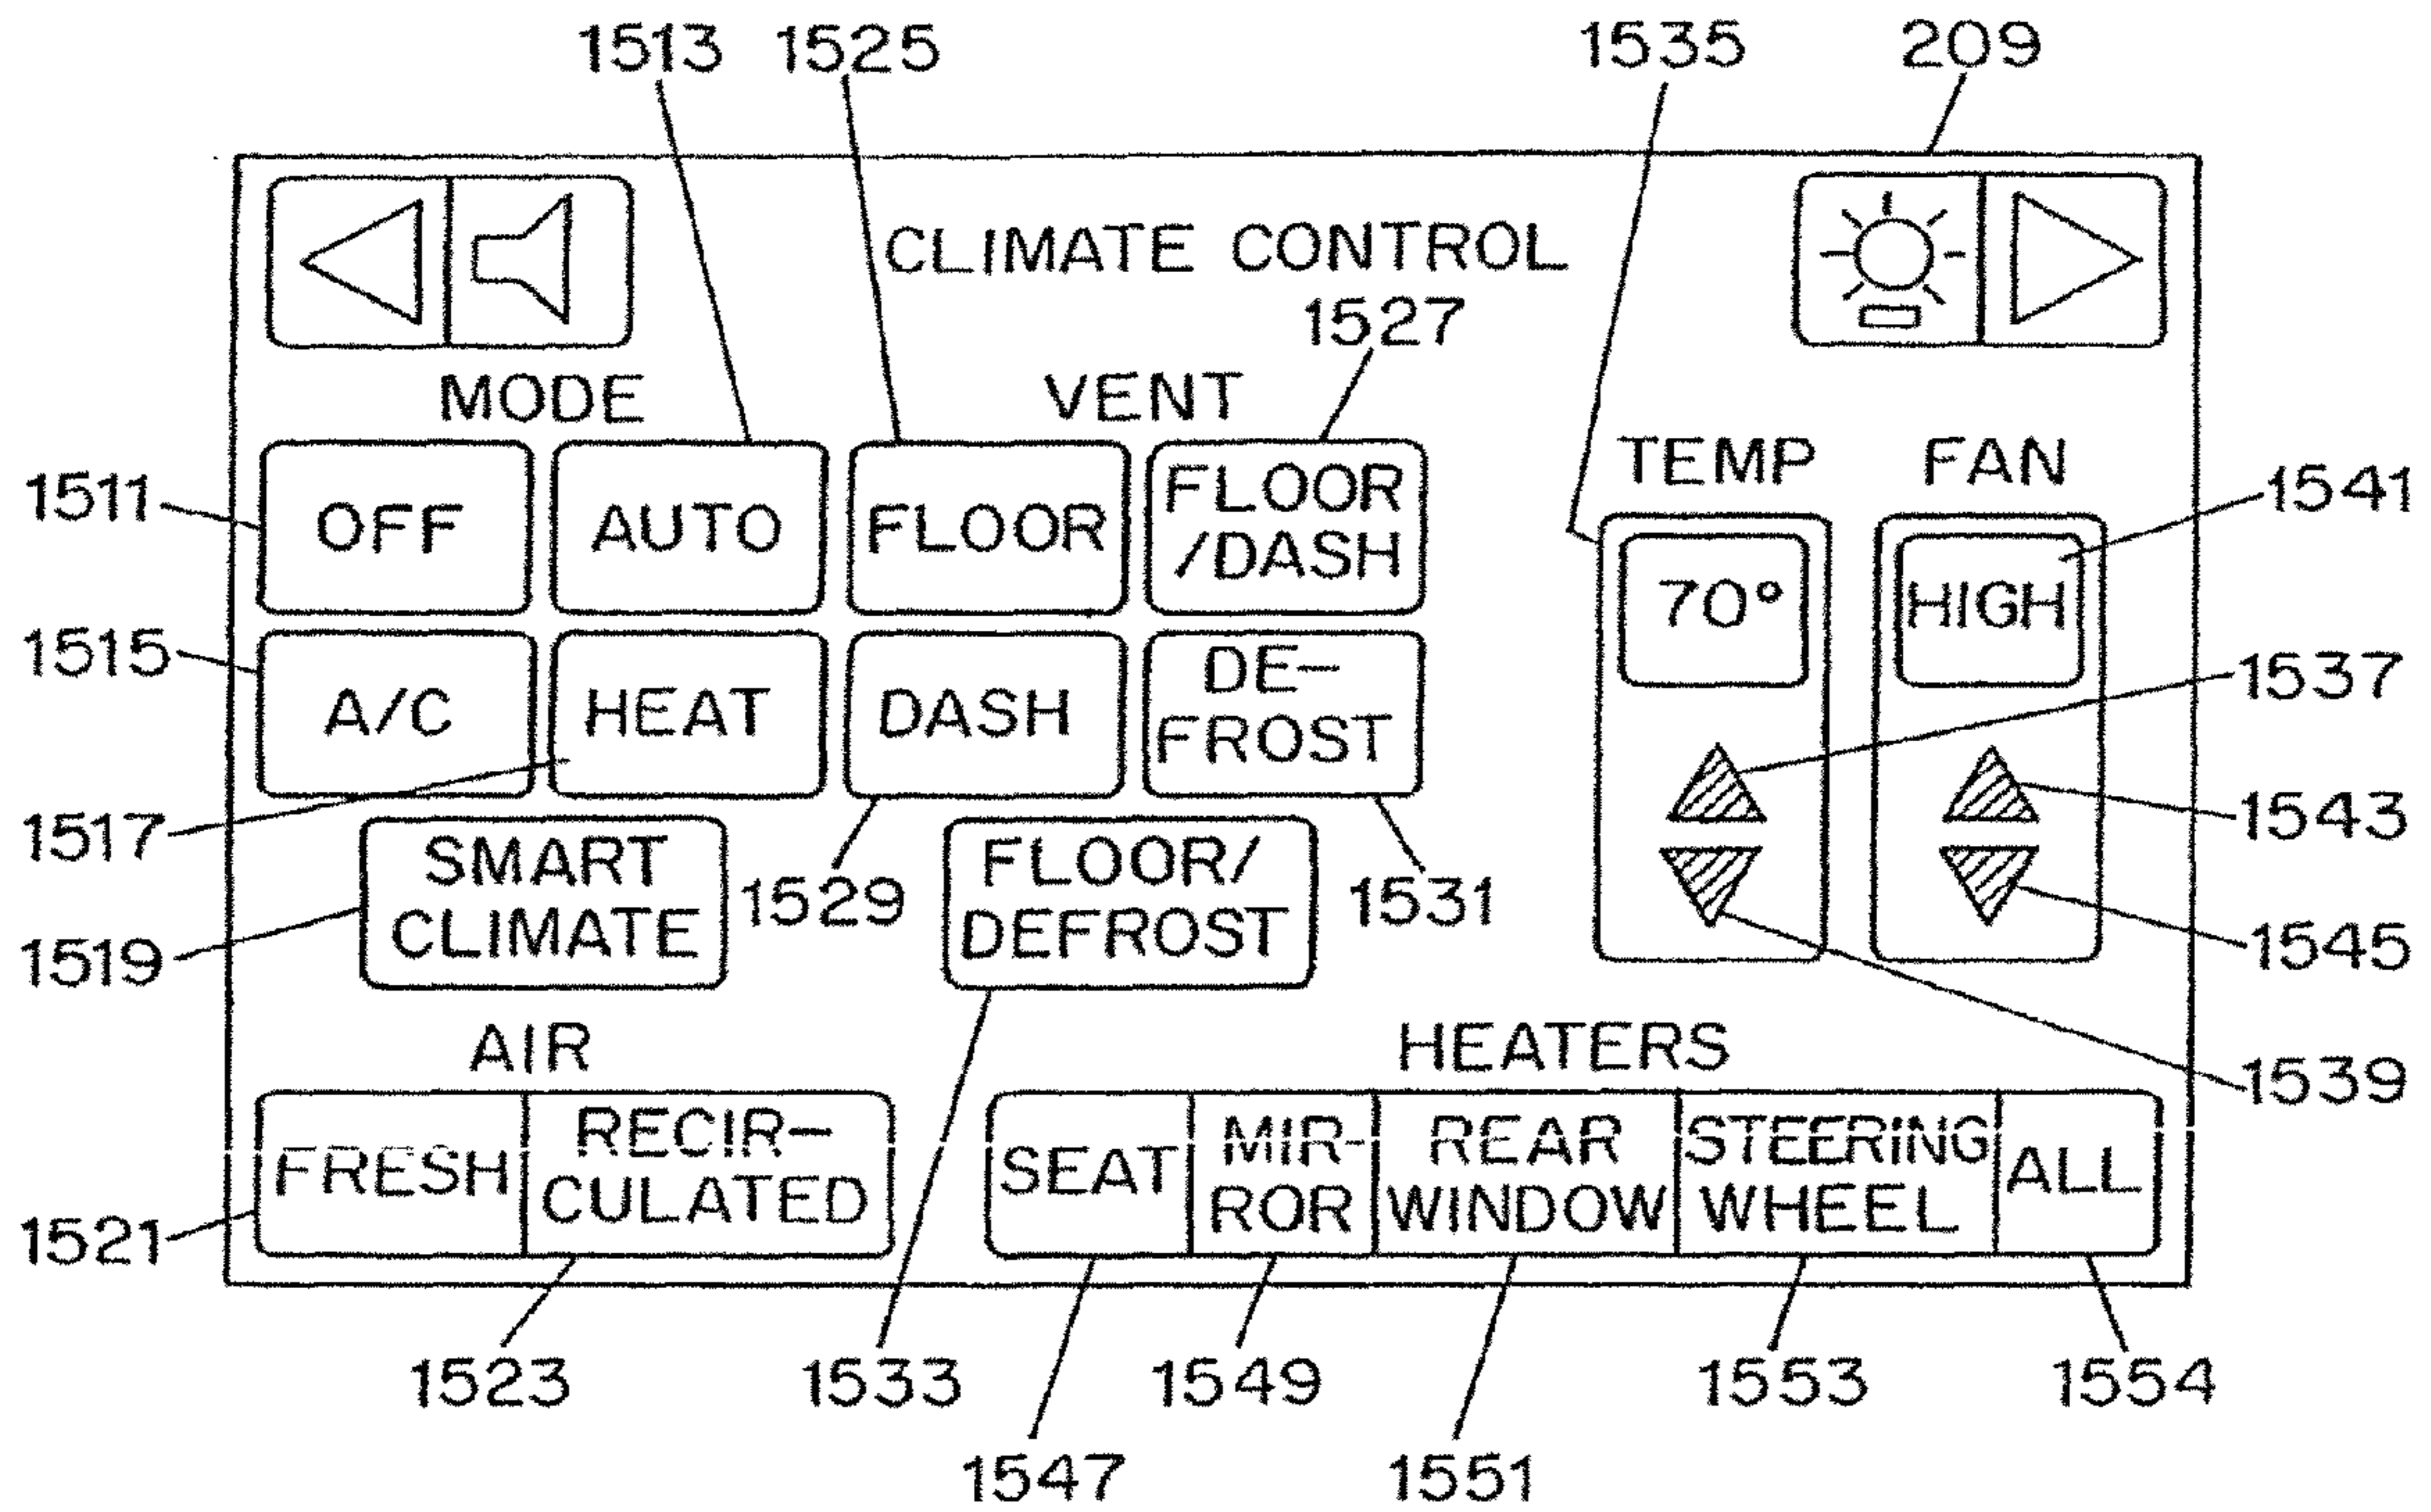 1513 1525 1535 209
CLIMATE CONTROL
1527
MODE VENT
TEMP FAN
1511 OFF AUTO FLOOR FLOOR
/DASH
70° HIGH 1541
1515 A/C HEAT DASH DE-
FROST
1537
1517 1543
SMART
CLIMATE
1529 FLOOR/
DEFROST
1531
1519 1545
AIR HEATERS
1539
FRESH RECIR-
CULATED
SEAT MIR-
ROR
REAR
WINDOW
STEERING
WHEEL
ALL
1521
1523 1533 1549 1553 1554
1547 1551